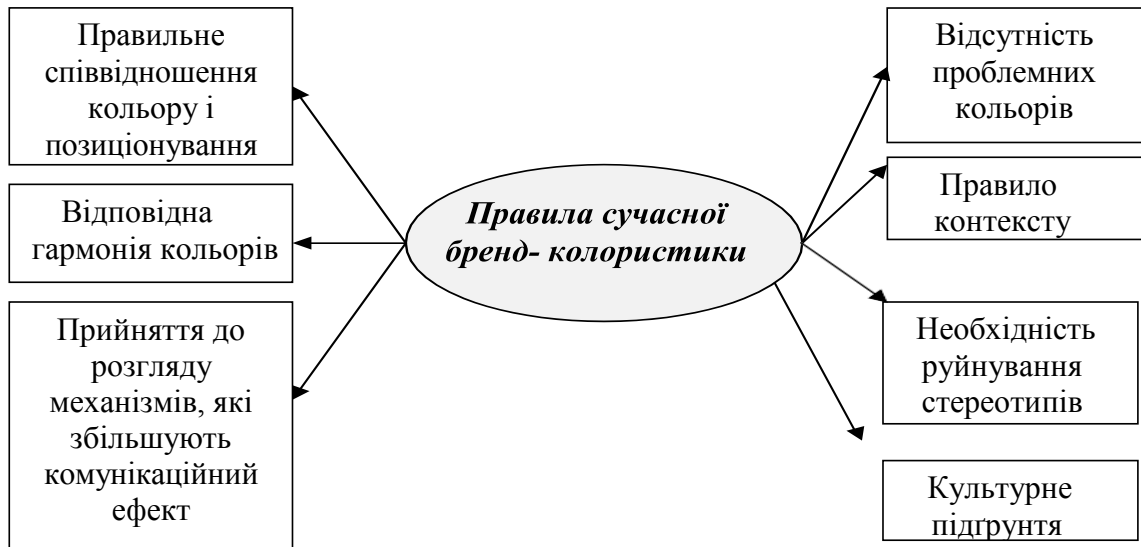 Правильне
співвідношення
кольору і
позиціонування
Відповідна
гармонія кольорів
Прийняття до
розгляду
механізмів, які
збільшують
комунікаційний
ефект
Правила сучасної
бренд- колористики
Відсутність
проблемних
кольорів
Правило
контексту
Необхідність
руйнування
стереотипів
Культурне
підґрунтя